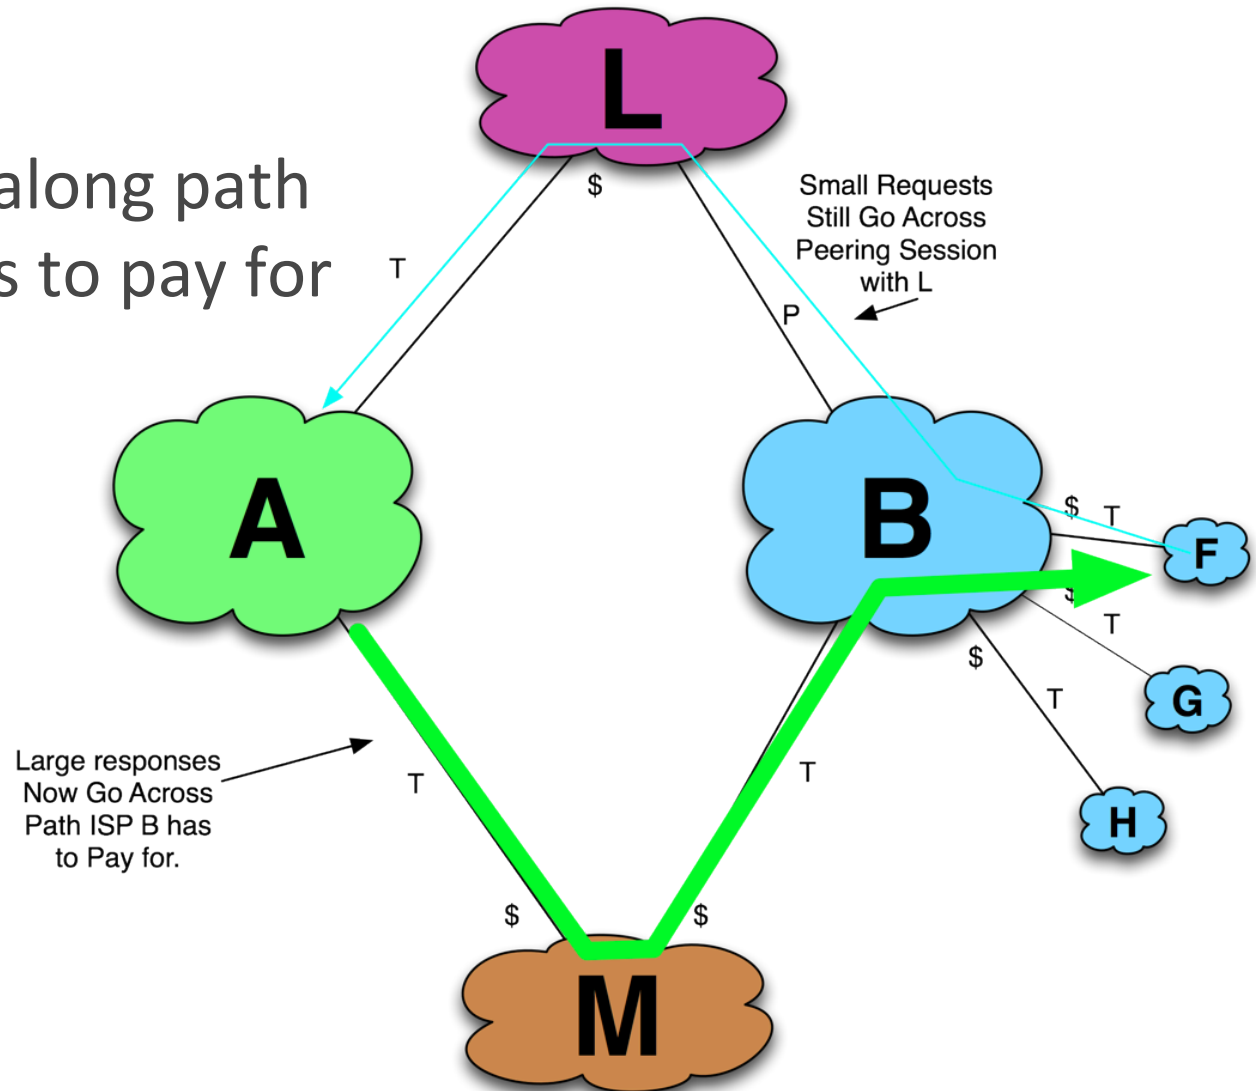 L
along path
s to pay for
$
Small Requests
Still Go Across
Peering Session
with L
T
P
A
B
$ T
F
$
T
$
G
T
Large responses
Now Go Across
Path ISP B has
to Pay for.
T
T
H
$
$
M